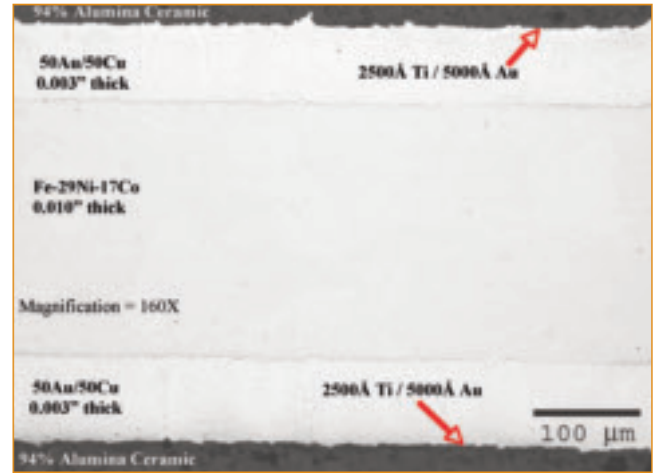 94% Alumina Ceramic
50Au/50Cu
0.003" thick
2500Å Ti / 5000Å Au
Fe-29Ni-17Co
0.010" thick
Magnification = 160X
50Au/50Cu
0.003" thick
2500Å Ti / 5000Å Au
100 μm
94% Alumina Ceramic